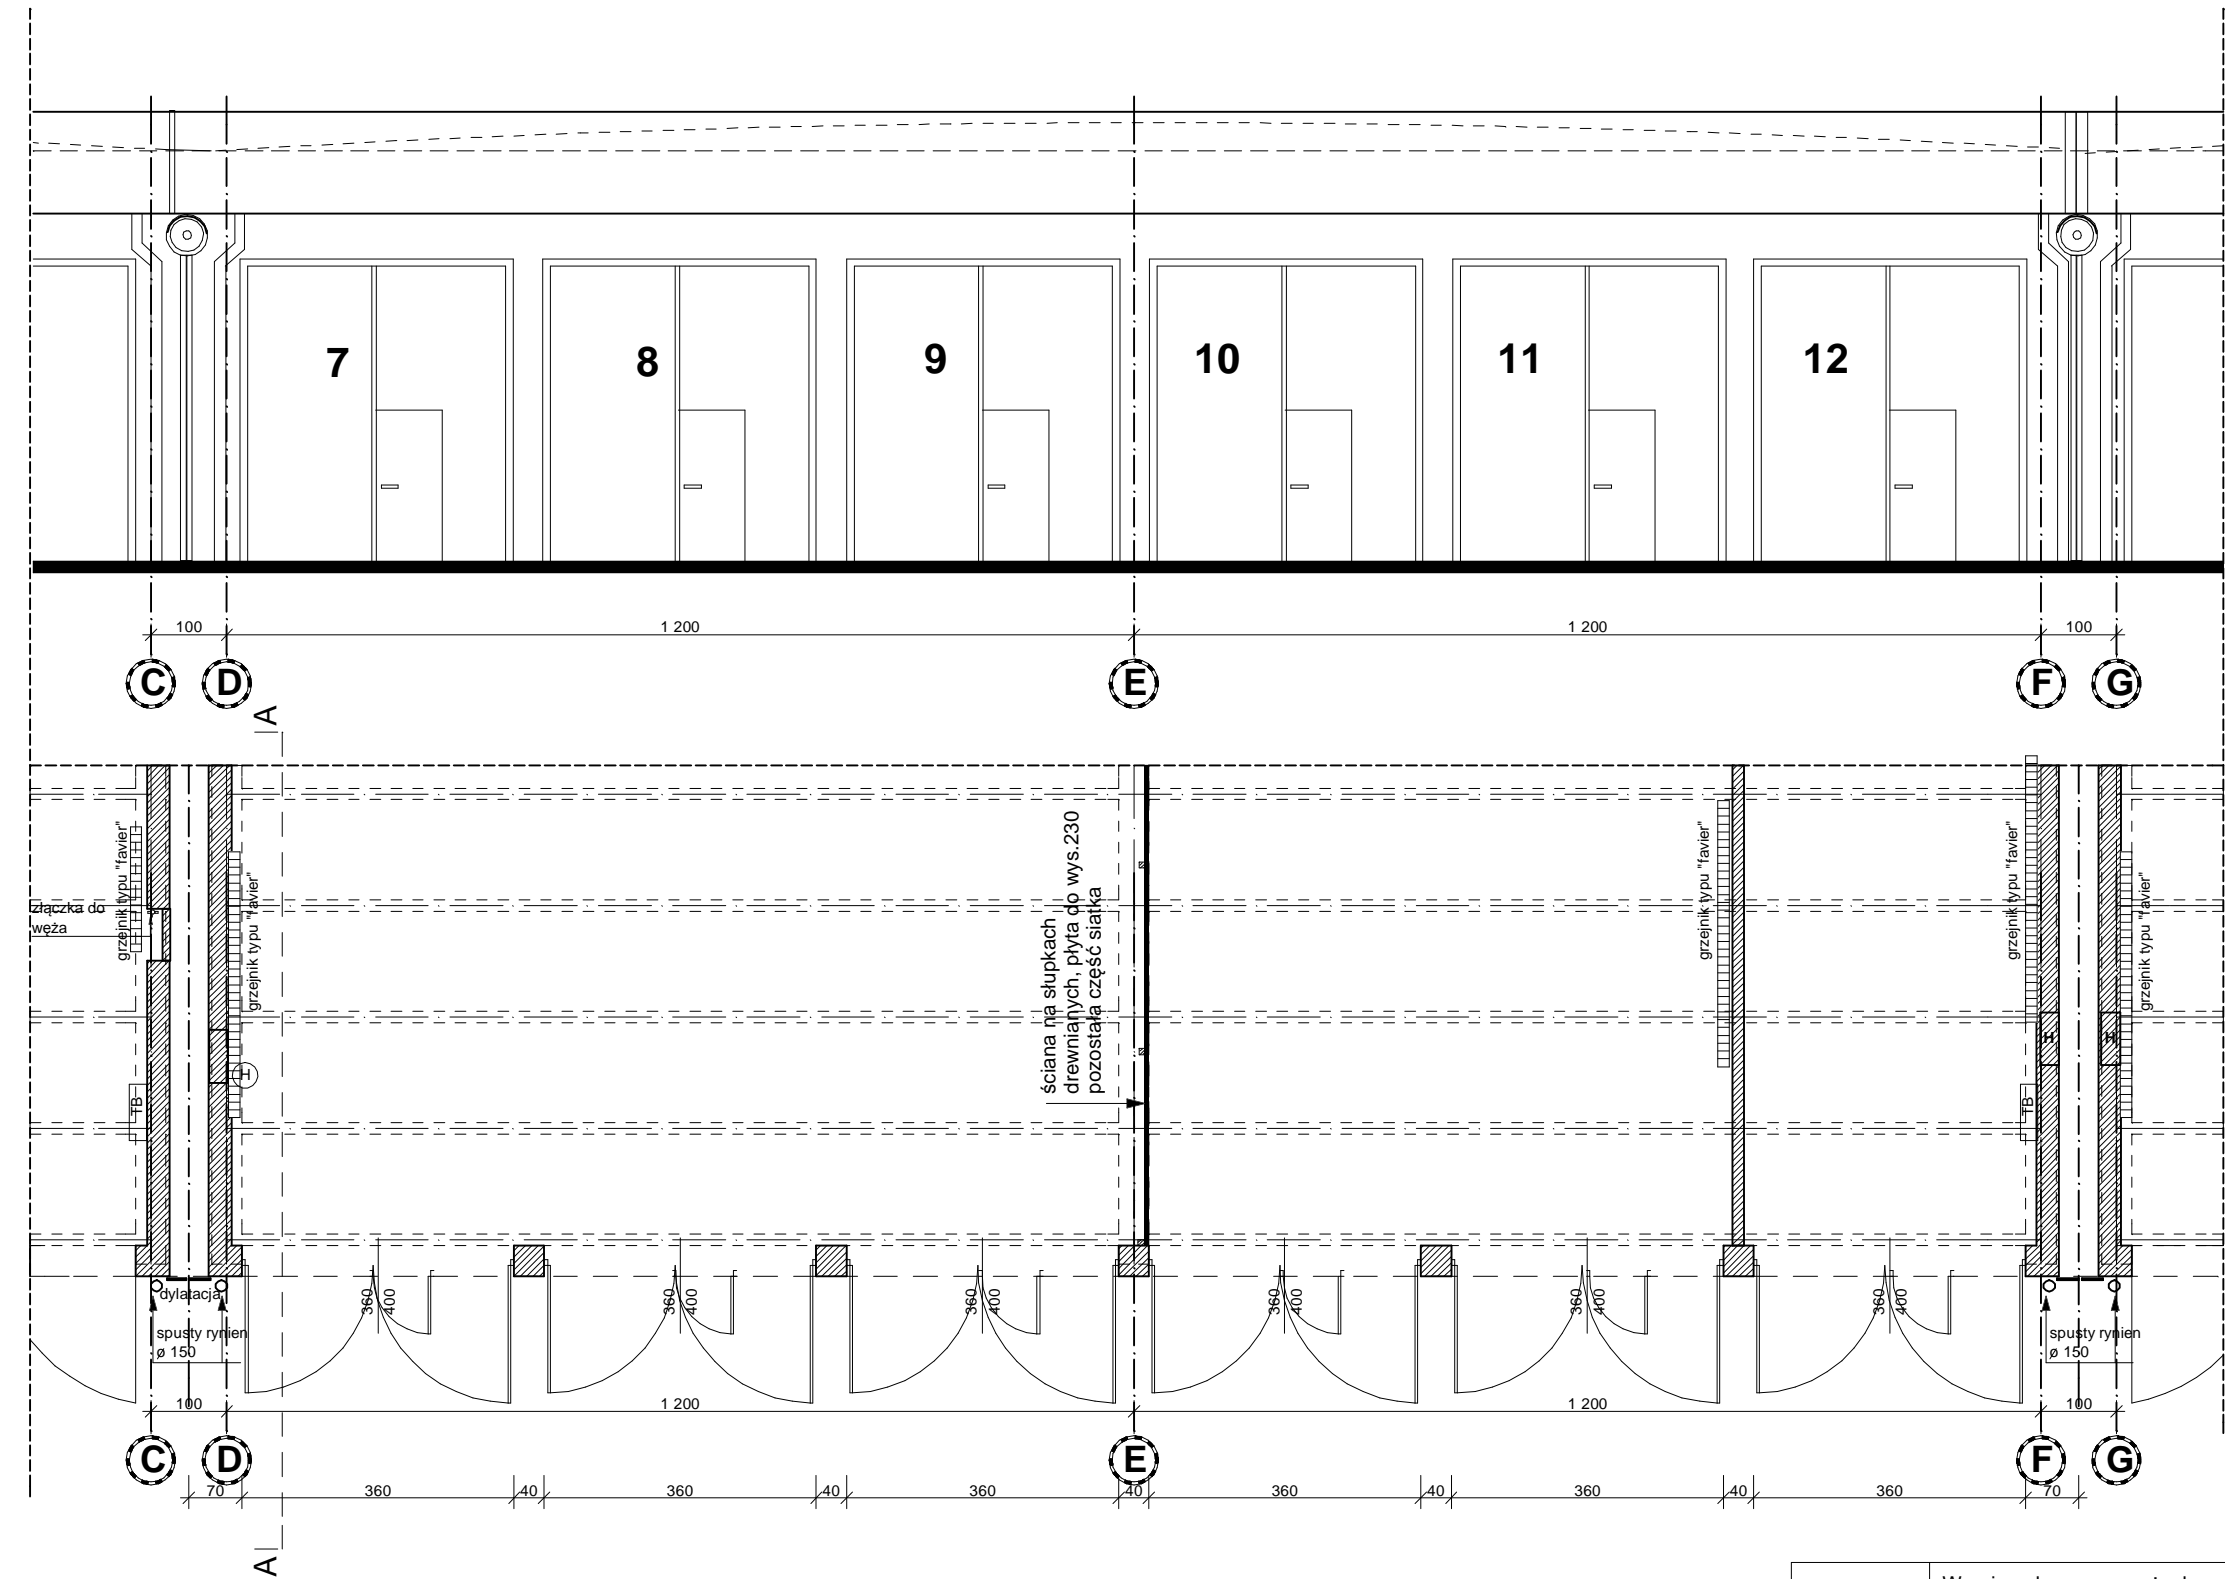 7
8
9
10
11
12
100
1 200
1 200
100
C
D
E
F
G
A
grzejnik typu "favier"
złączka do
węża
grzejnik typu "favier"
ściana na słupkach
drewnianych, płyta do wys.230
pozostała część siatka
grzejnik typu "favier"
grzejnik typu "favier"
grzejnik typu "favier"
H
H
H
TB
TB
dylatacja
spusty rynien
ø 150
360
400
360
400
360
400
360
400
360
400
360
400
spusty rynien
ø 150
100
1 200
1 200
100
C
D
E
F
G
70
360
40
360
40
360
40
360
40
360
40
360
70
A